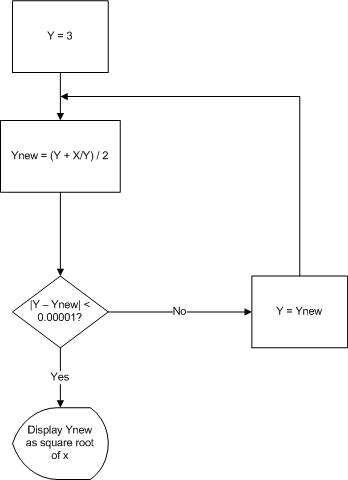 Y = 3
Ynew = (Y + X/Y) / 2
|Y – Ynew| <
0.00001?
No
Y = Ynew
Yes
Display Ynew
as square root
of x